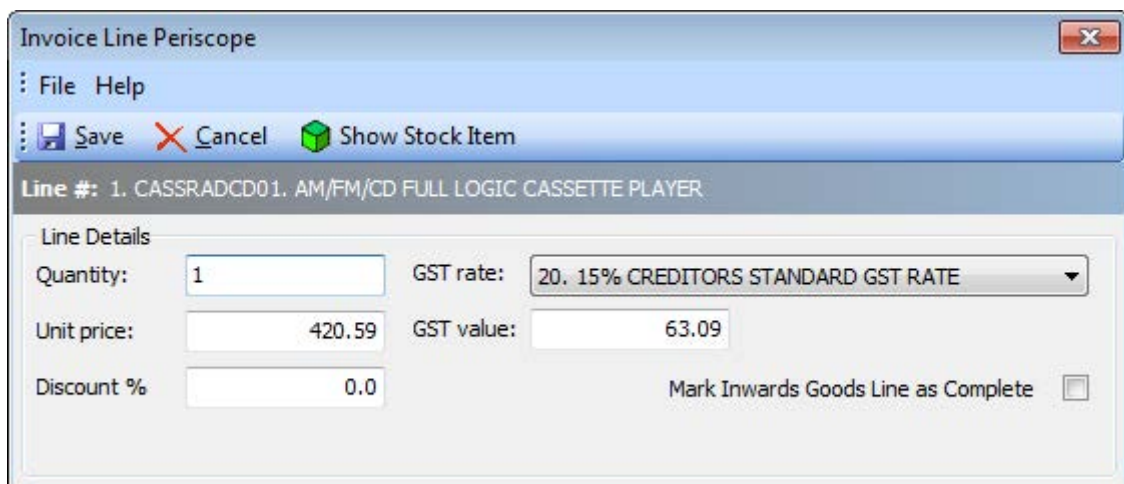 Invoice Line Periscope
File Help
Save Cancel Show Stock Item
Line #: 1. CASSRADCD01. AM/FM/CD FULL LOGIC CASSETTE PLAYER
Line Details
Quantity: 1 GST rate: 20. 15% CREDITORS STANDARD GST RATE
Unit price: 420.59 GST value: 63.09
Discount % 0.0 Mark Inwards Goods Line as Complete